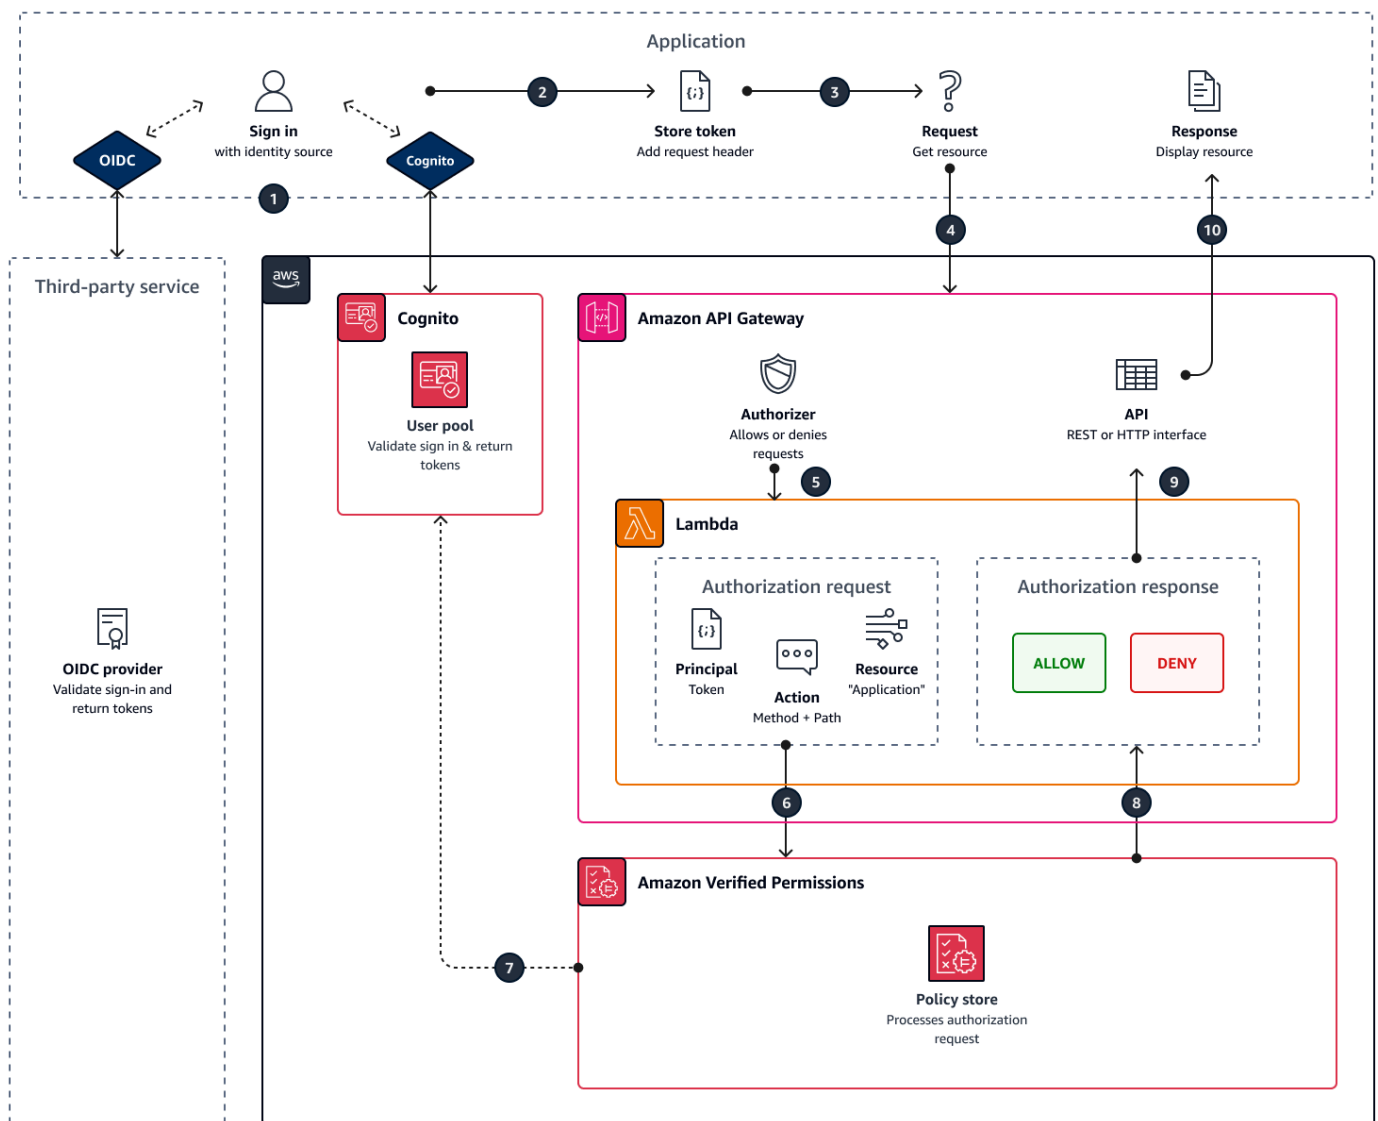 Application
2
{;}
3
Sign in
with identity source
Store token
Add request header
Request
Get resource
Response
Display resource
OIDC
Cognito
1
4
10
Third-party service
aws
Cognito
User pool
Validate sign in & return
tokens
Amazon API Gateway
</>
Authorizer
Allows or denies
requests
API
REST or HTTP interface
5
9
Lambda
Authorization request
{;}
Principal
Token
Action
Method + Path
Resource
"Application"
Authorization response
ALLOW
DENY
OIDC provider
Validate sign-in and
return tokens
6
8
Amazon Verified Permissions
7
Policy store
Processes authorization
request